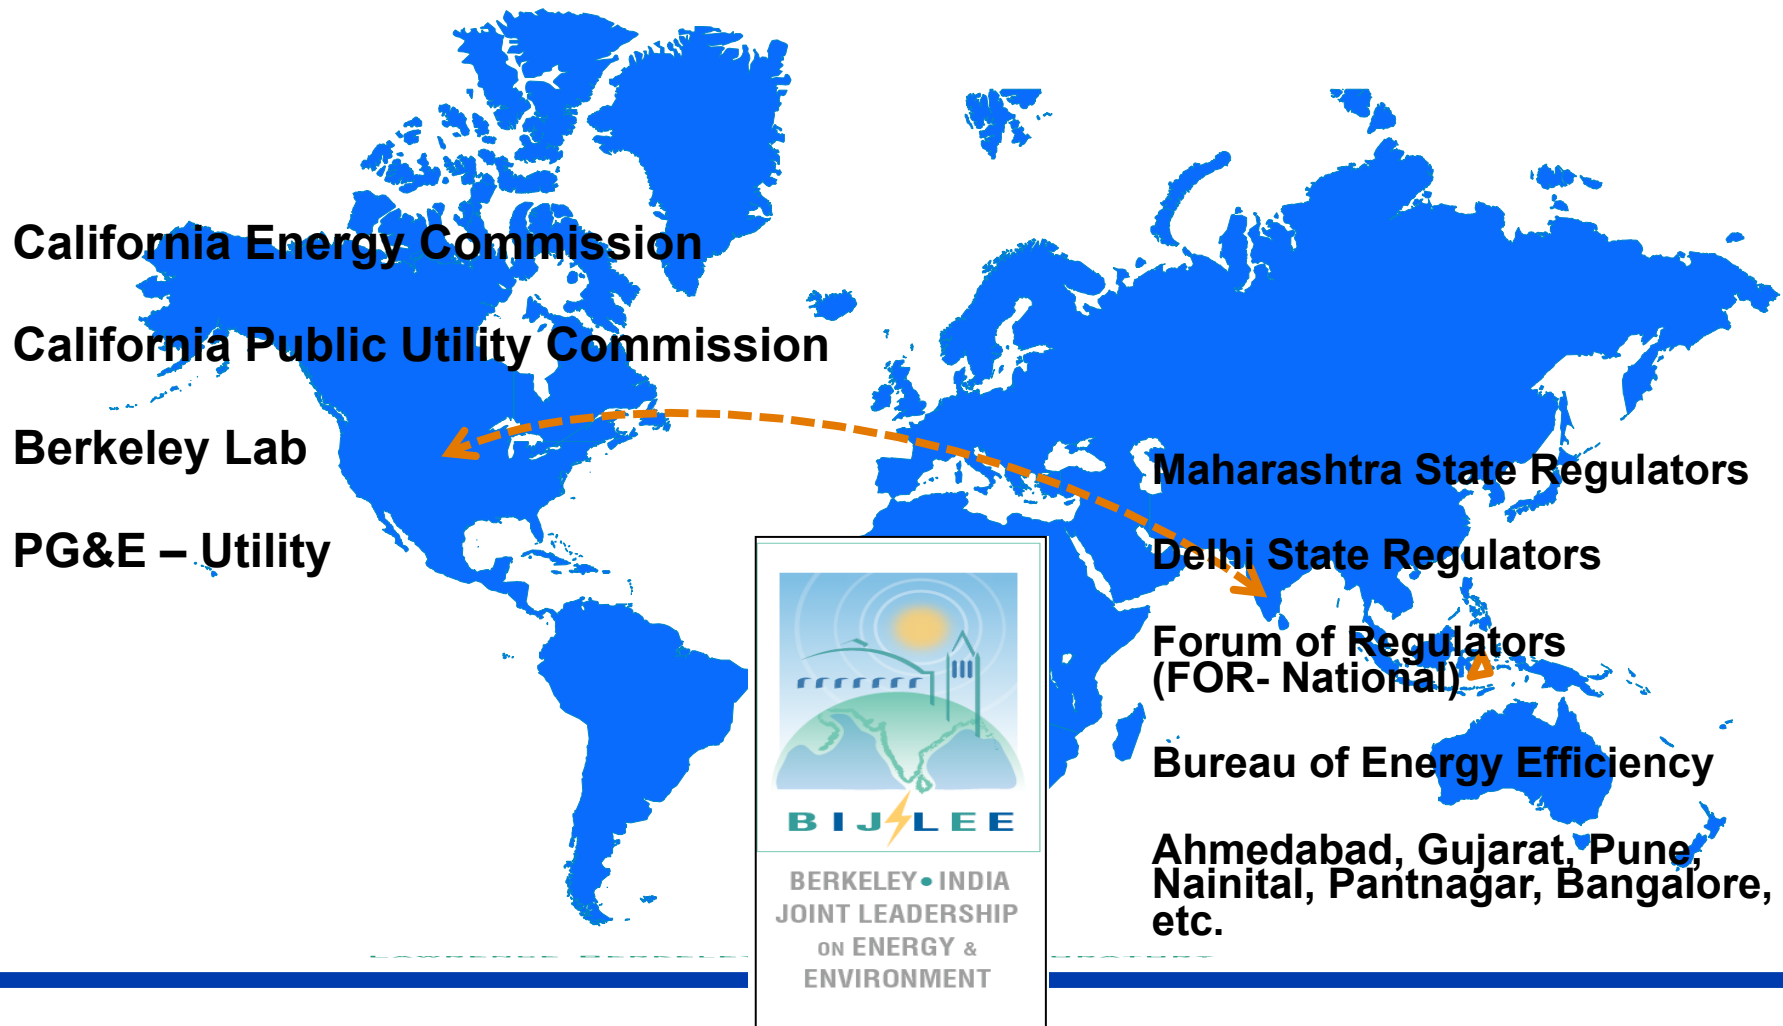 California Energy Commission
California Public Utility Commission
Berkeley Lab
PG&E – Utility
Maharashtra State Regulators
Delhi State Regulators
Forum of Regulators
(FOR- National)
Bureau of Energy Efficiency
Ahmedabad, Gujarat, Pune,
Nainital, Pantnagar, Bangalore,
etc.
BIJLEE
BERKELEY • INDIA
JOINT LEADERSHIP
ON ENERGY &
ENVIRONMENT